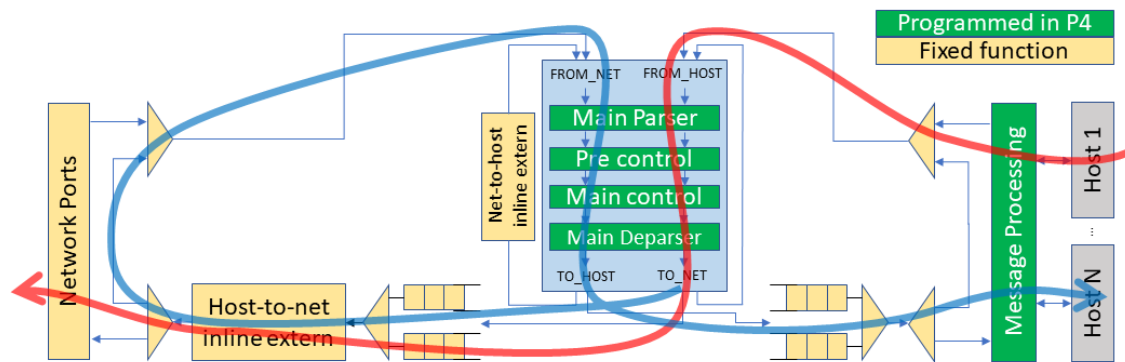 Programmed in P4
Fixed function
FROM_NET
FROM_HOST
Main Parser
Pre control
Main control
Main Deparser
TO_HOST
TO_NET
Net-to-host
inline extern
Network Ports
Host-to-net
inline extern
Message Processing
Host 1
...
Host N